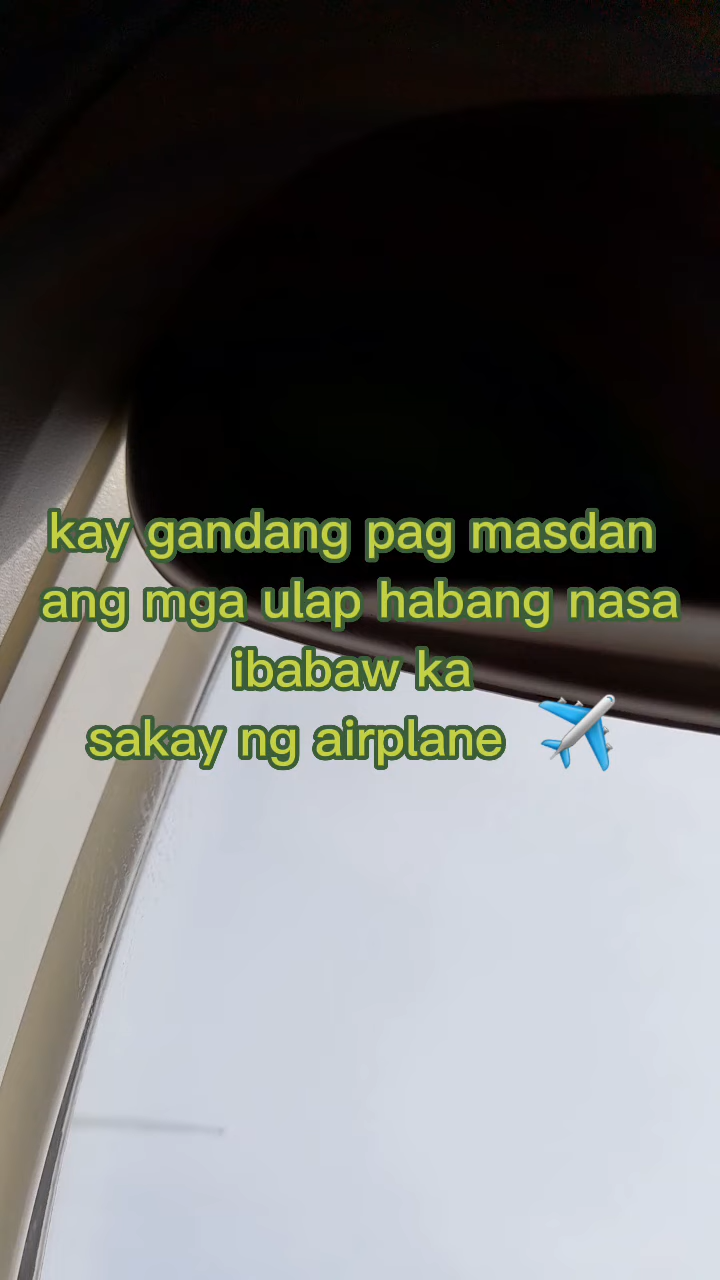 kay gandang pag masdan
ang mga ulap habang nasa
ibabaw ka
sakay ng airplane ✈️